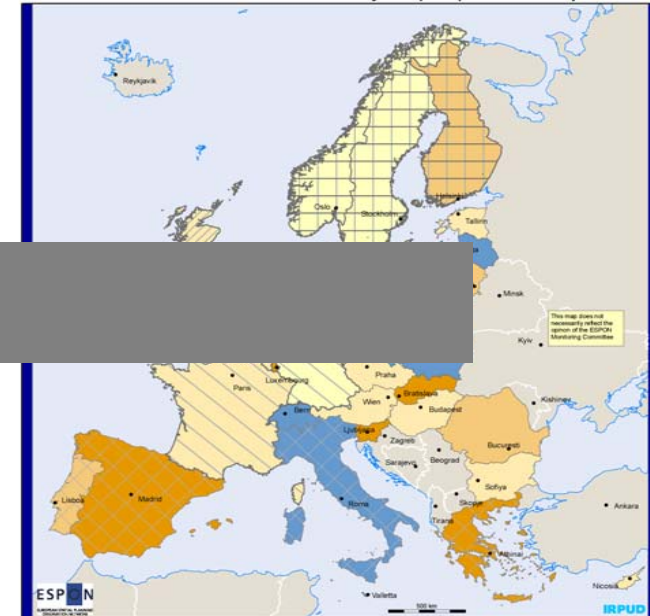 Reykjavik
Oslo
Stockholm
Helsinki
Tallinn
Minsk
This map does not
necessarily reflect the
opinion of the ESPON
Monitoring Committee
Kyiv
Paris
Luxembourg
Praha
Kishinev
Wien
Bratislava
Budapest
Bern
Ljubljana
Zagreb
Bucuresti
Sarajevo
Beograd
Sofiya
Skopje
Lisboa
Madrid
Roma
Tirana
Ankara
Athinai
Nicosia
Valletta
ESPON
500 km
IRPUD